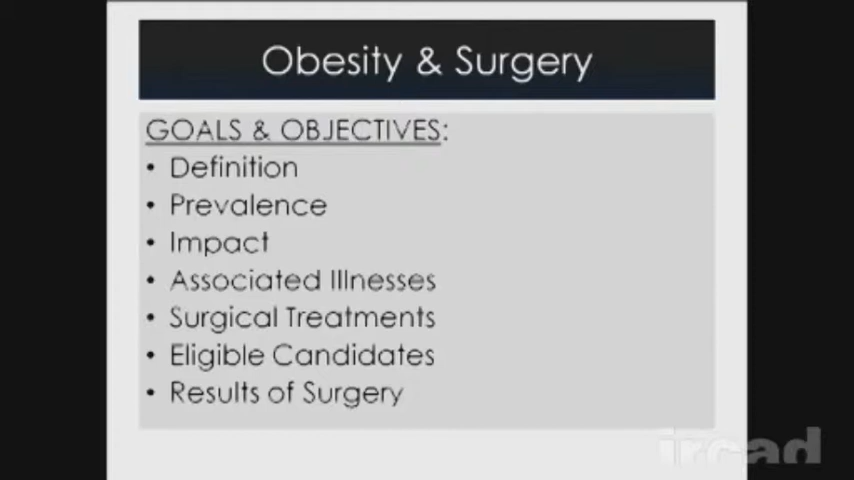 Obesity & Surgery
GOALS & OBJECTIVES:
• Definition
• Prevalence
• Impact
• Associated Illnesses
• Surgical Treatments
• Eligible Candidates
• Results of Surgery
ircad